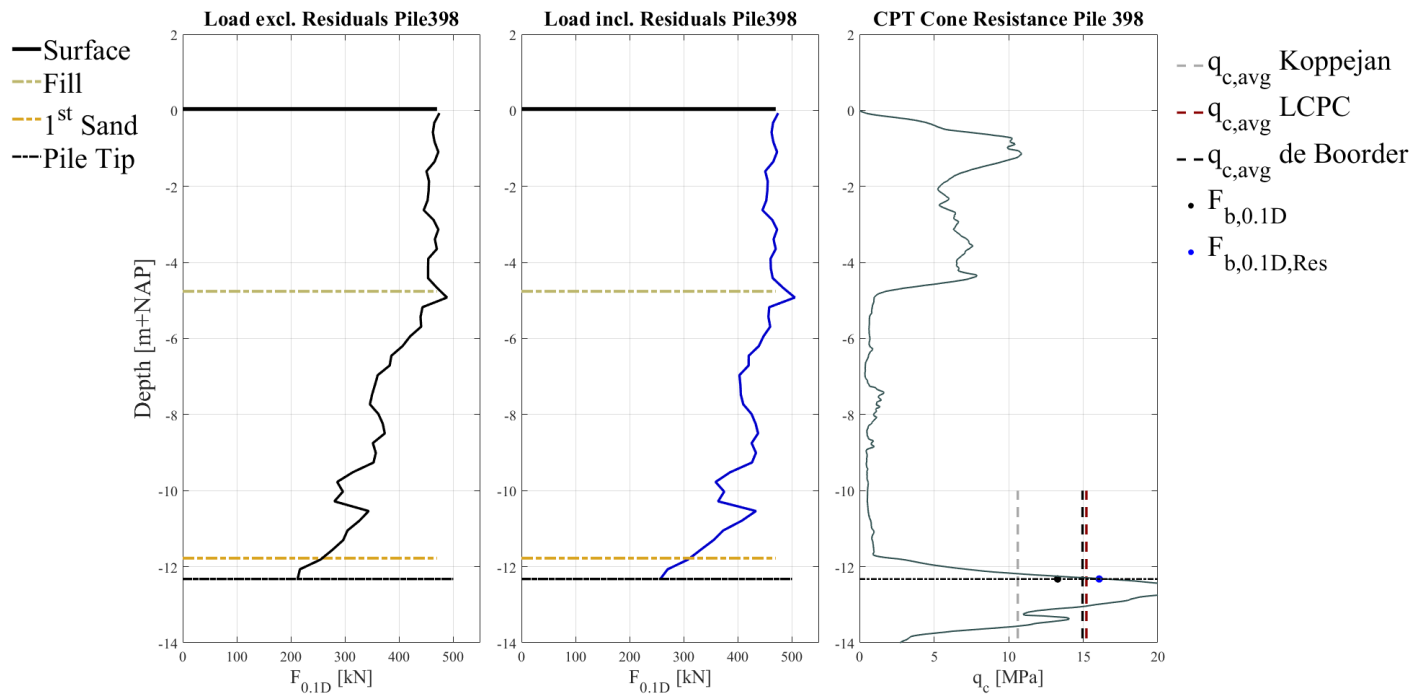 Load excl. Residuals Pile398
Load incl. Residuals Pile398
CPT Cone Resistance Pile 398
Surface
Fill
1st Sand
Pile Tip
Depth [m+NAP]
2
0
-2
-4
-6
-8
-10
-12
-14
0
100
200
300
400
500
F0.1D [kN]
2
0
-2
-4
-6
-8
-10
-12
-14
0
100
200
300
400
500
F0.1D [kN]
2
0
-2
-4
-6
-8
-10
-12
-14
0
5
10
15
20
qc [MPa]
qc,avg Koppejan
qc,avg LCPC
qc,avg de Boorder
Fb,0.1D
Fb,0.1D,Res